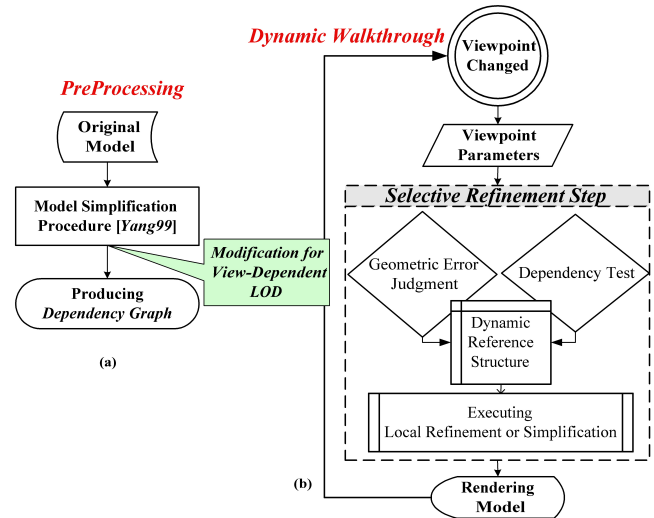 PreProcessing
Original
Model
Model Simplification
Procedure [Yang99]
Modification for
View-Dependent
LOD
Producing
Dependency Graph
(a)
Dynamic Walkthrough
Viewpoint
Changed
Viewpoint
Parameters
Selective Refinement Step
Geometric Error
Judgment
Dependency Test
Dynamic
Reference
Structure
Executing
Local Refinement or Simplification
(b)
Rendering
Model